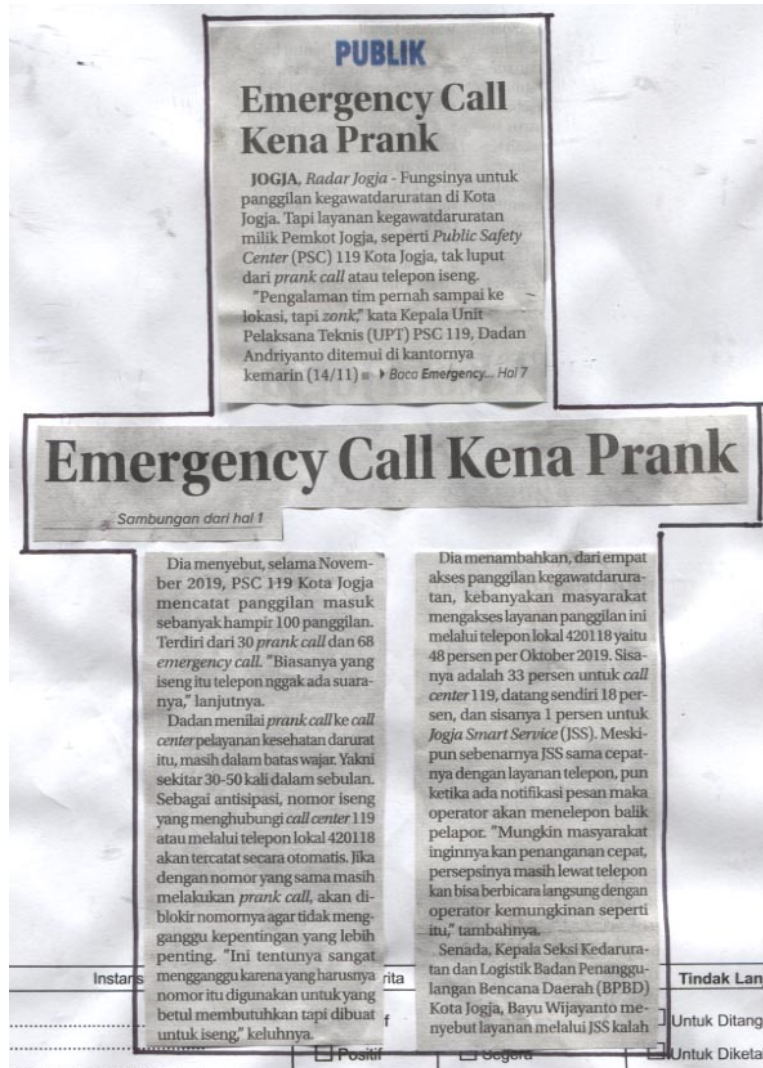 PUBLIK
Emergency Call
Kena Prank
JOGJA, Radar Jogja - Fungsinya untuk
panggilan kegawatdaruratan di Kota
Jogja. Tapi layanan kegawatdaruratan
milik Pemkot Jogja, seperti Public Safety
Center (PSC) 119 Kota Jogja, tak luput
dari prank call atau telepon iseng.
"Pengalaman tim pernah sampai ke
lokasi, tapi zonk," kata Kepala Unit
Pelaksana Teknis (UPT) PSC 119, Dadan
Andriyanto ditemui di kantornya
kemarin (14/11) ■ ▸ Baca Emergency... Hal 7
Emergency Call Kena Prank
Sambungan dari hal 1
Dia menyebut, selama Novem-
ber 2019, PSC 119 Kota Jogja
mencatat panggilan masuk
sebanyak hampir 100 panggilan.
Terdiri dari 30 prank call dan 68
emergency call. "Biasanya yang
iseng itu telepon nggak ada suara-
nya," lanjutnya.
Dadan menilai prank call ke call
center pelayanan kesehatan darurat
itu, masih dalam batas wajar. Yakni
sekitar 30-50 kali dalam sebulan.
Sebagai antisipasi, nomor iseng
yang menghubungi call center 119
atau melalui telepon lokal 420118
akan tercatat secara otomatis. Jika
dengan nomor yang sama masih
melakukan prank call, akan di-
blokir nomornya agar tidak meng-
ganggu kepentingan yang lebih
penting. "Ini tentunya sangat
mengganggu karena yang harusnya
nomor itu digunakan untuk yang
betul membutuhkan tapi dibuat
untuk iseng," keluhnya.
Dia menambahkan, dari empat
akses panggilan kegawatdarura-
tan, kebanyakan masyarakat
mengakses layanan panggilan ini
melalui telepon lokal 420118 yaitu
48 persen per Oktober 2019. Sisa-
nya adalah 33 persen untuk call
center 119, datang sendiri 18 per-
sen, dan sisanya 1 persen untuk
Jogja Smart Service (JSS). Meski-
pun sebenarnya JSS sama cepat-
nya dengan layanan telepon, pun
ketika ada notifikasi pesan maka
operator akan menelepon balik
pelapor. "Mungkin masyarakat
inginnya kan penanganan cepat,
persepsinya masih lewat telepon
kan bisa berbicara langsung dengan
operator kemungkinan seperti
itu," tambahnya.
Senada, Kepala Seksi Kedarura-
tan dan Logistik Badan Penanggu-
langan Bencana Daerah (BPBD)
Kota Jogja, Bayu Wijayanto me-
nyebut layanan melalui JSS kalah
Instans
rita
Tindak Lan
Untuk Ditang
Positif
Segera
Untuk Diketa